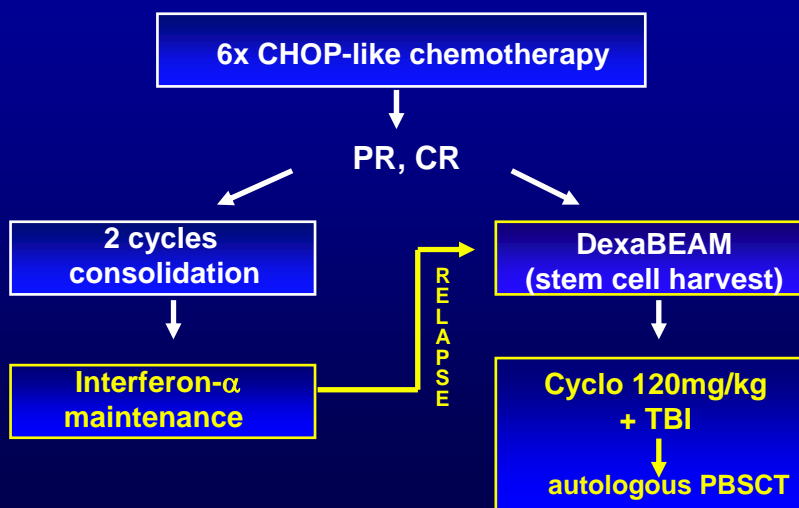 6x CHOP-like chemotherapy
PR, CR
2 cycles
consolidation
DexaBEAM
(stem cell harvest)
RELAPSE
Interferon-α
maintenance
Cyclo 120mg/kg
+ TBI
autologous PBSCT